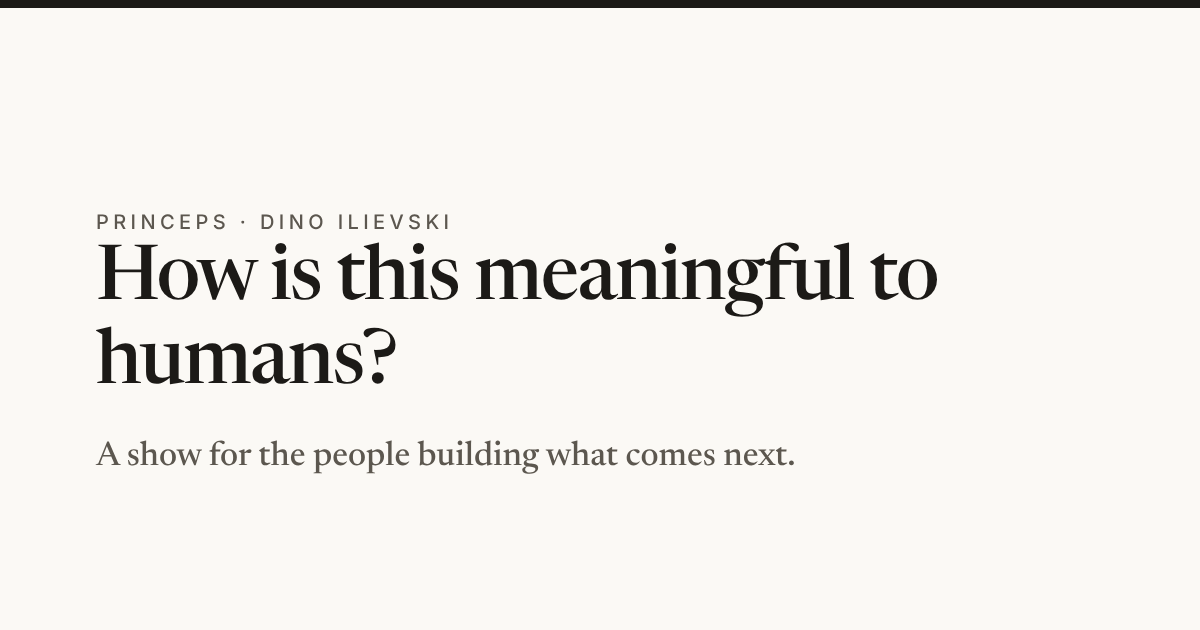 PRINCEPS · DINO ILIEVSKI
How is this meaningful to
humans?
A show for the people building what comes next.